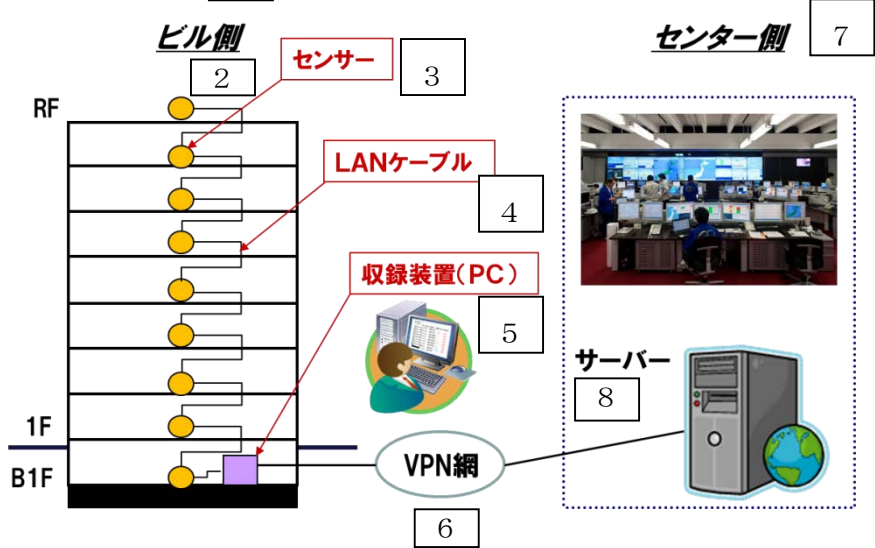 ビル側
センター側
7
2
センサー
3
RF
LANケーブル
4
収録装置(PC)
5
サーバー
8
1F
B1F
VPN網
6